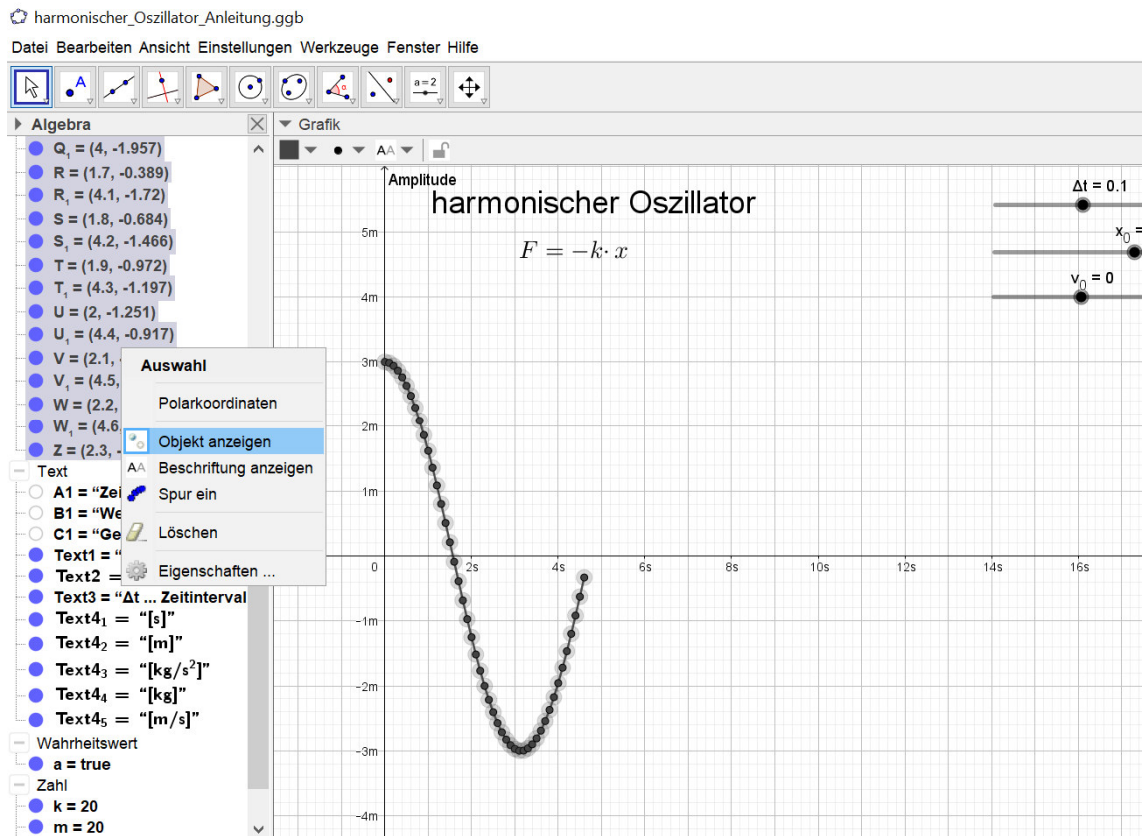 harmonischer_Oszillator_Anleitung.ggb
Datei Bearbeiten Ansicht Einstellungen Werkzeuge Fenster Hilfe
A
α
a = 2
Algebra
Grafik
AA
Q₁ = (4, -1.957)
R = (1.7, -0.389)
R₁ = (4.1, -1.72)
S = (1.8, -0.684)
S₁ = (4.2, -1.466)
T = (1.9, -0.972)
T₁ = (4.3, -1.197)
U = (2, -1.251)
U₁ = (4.4, -0.917)
V = (2.1,
V₁ = (4.5,
W = (2.2,
W₁ = (4.6
Z = (2.3, -
Text
A1 = “Zei
B1 = “We
C1 = “Ge
Text1 = “
Text2 =
Text3 = “Δt ... Zeitinterval
Text4₁ = “[s]”
Text4₂ = “[m]”
Text4₃ = “[kg/s²]”
Text4₄ = “[kg]”
Text4₅ = “[m/s]”
Wahrheitswert
a = true
Zahl
k = 20
m = 20
Auswahl
Polarkoordinaten
Objekt anzeigen
AA Beschriftung anzeigen
Spur ein
Löschen
Eigenschaften ...
Amplitude
harmonischer Oszillator
F = −k· x
Δt = 0.1
x₀ =
v₀ = 0
5m
4m
3m
2m
1m
0 2s 4s 6s 8s 10s 12s 14s 16s
−1m
−2m
−3m
−4m